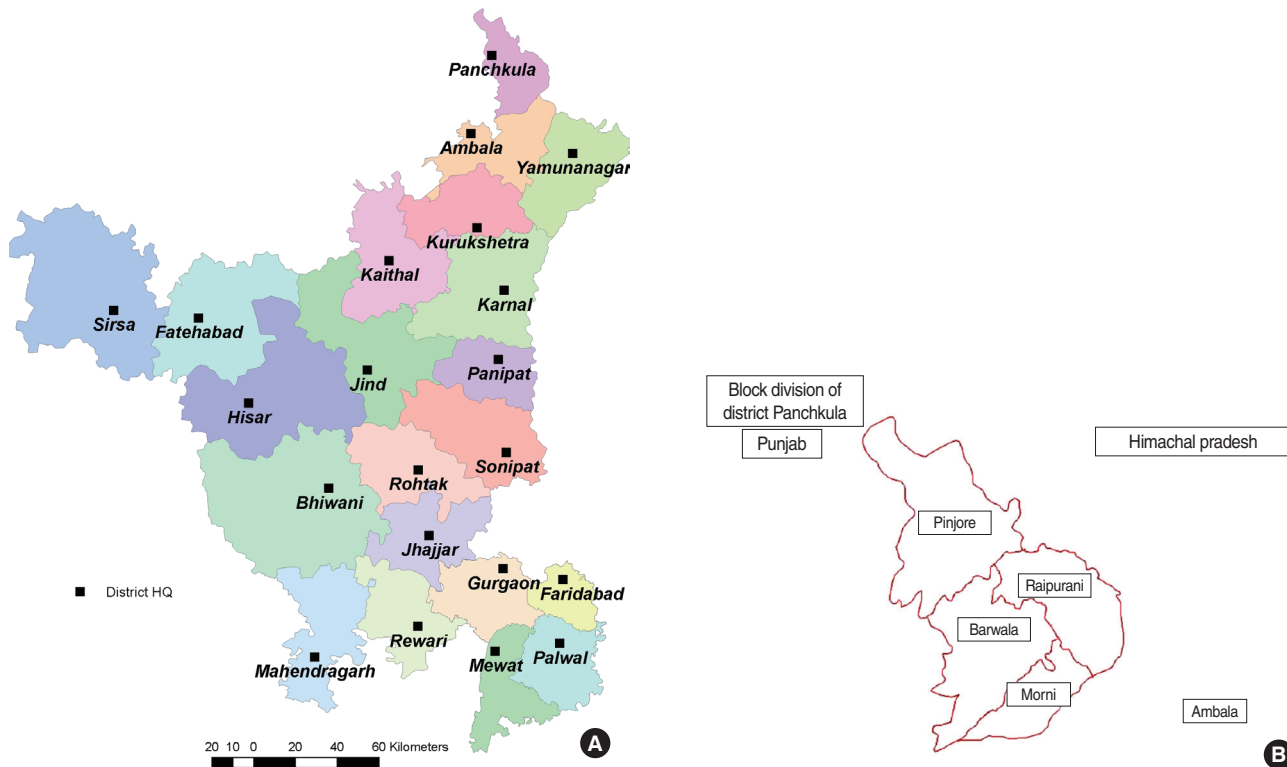 Panchkula
Ambala
Yamunanagar
Kurukshetra
Kaithal
Karnal
Sirsa
Fatehabad
Panipat
Jind
Hisar
Sonipat
Rohtak
Bhiwani
Jhajjar
Gurgaon
Faridabad
Rewari
Mewat
Palwal
Mahendragarh
District HQ
20 10 0 20 40 60 Kilometers
A
Block division of
district Panchkula
Punjab
Himachal pradesh
Pinjore
Raipurani
Barwala
Morni
Ambala
B